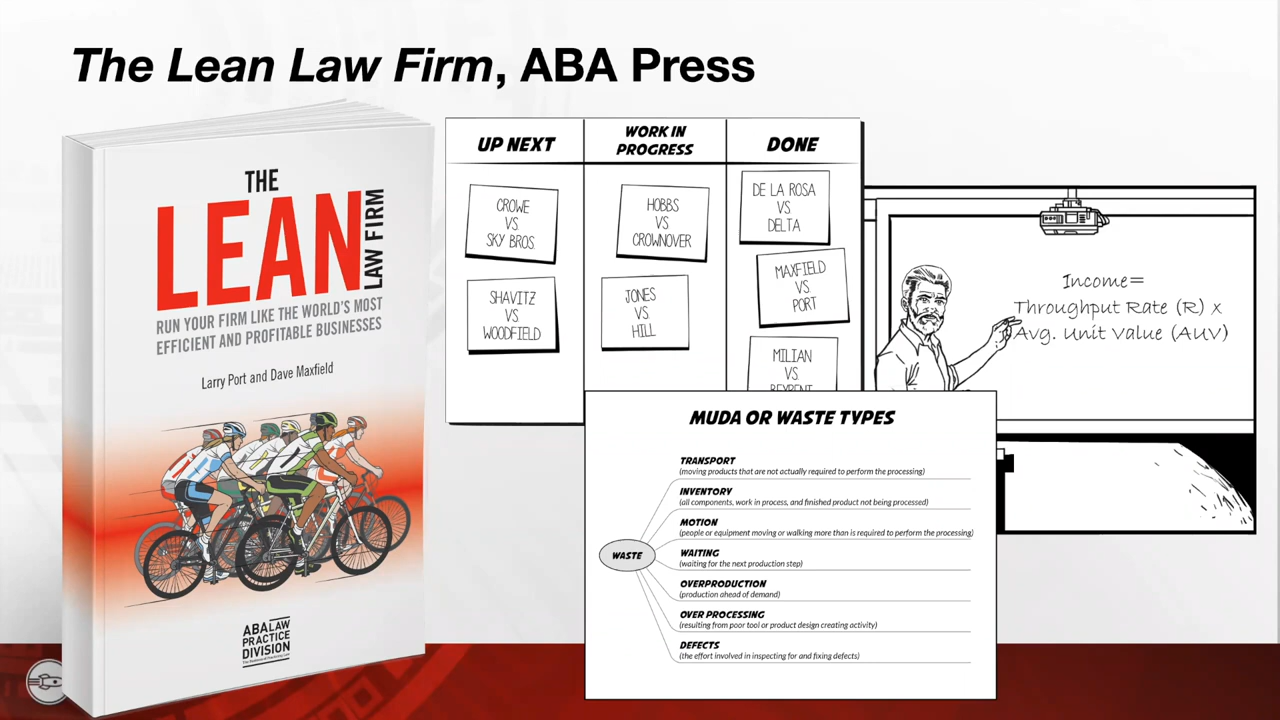 The Lean Law Firm, ABA Press
THE
LEAN
LAW FIRM
RUN YOUR FIRM LIKE THE WORLD'S MOST
EFFICIENT AND PROFITABLE BUSINESSES
Larry Port and Dave Maxfield
ABA LAW
PRACTICE
DIVISION
UP NEXT
WORK IN
PROGRESS
DONE
CROWE
VS.
SKY BROS.
SHAVITZ
VS
WOODFIELD
HOBBS
VS
CROWNOVER
JONES
VS
HILL
DE LA ROSA
VS
DELTA
MAXFIELD
VS
PORT
MILIAN
VS
Income=
Throughput Rate (R) x
Avg. Unit Value (AUV)
MUDA OR WASTE TYPES
WASTE
TRANSPORT
(moving products that are not actually required to perform the processing)
INVENTORY
(all components, work in process, and finished product not being processed)
MOTION
(people or equipment moving or walking more than is required to perform the processing)
WAITING
(waiting for the next production step)
OVERPRODUCTION
(production ahead of demand)
OVER PROCESSING
(resulting from poor tool or product design creating activity)
DEFECTS
(the effort involved in inspecting for and fixing defects)